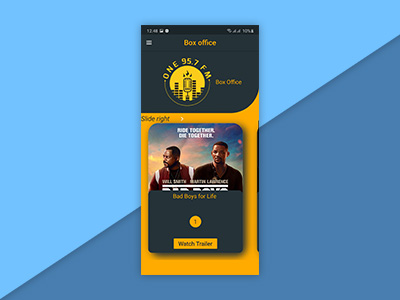 13.48
10%
Box office
ONE 95.7 FM
Box Office
Slide right
RIDE TOGETHER.
DIE TOGETHER.
WILL SMITH MARTIN LAWRENCE
BAD BOYS
Bad Boys for Life
1
Watch Trailer